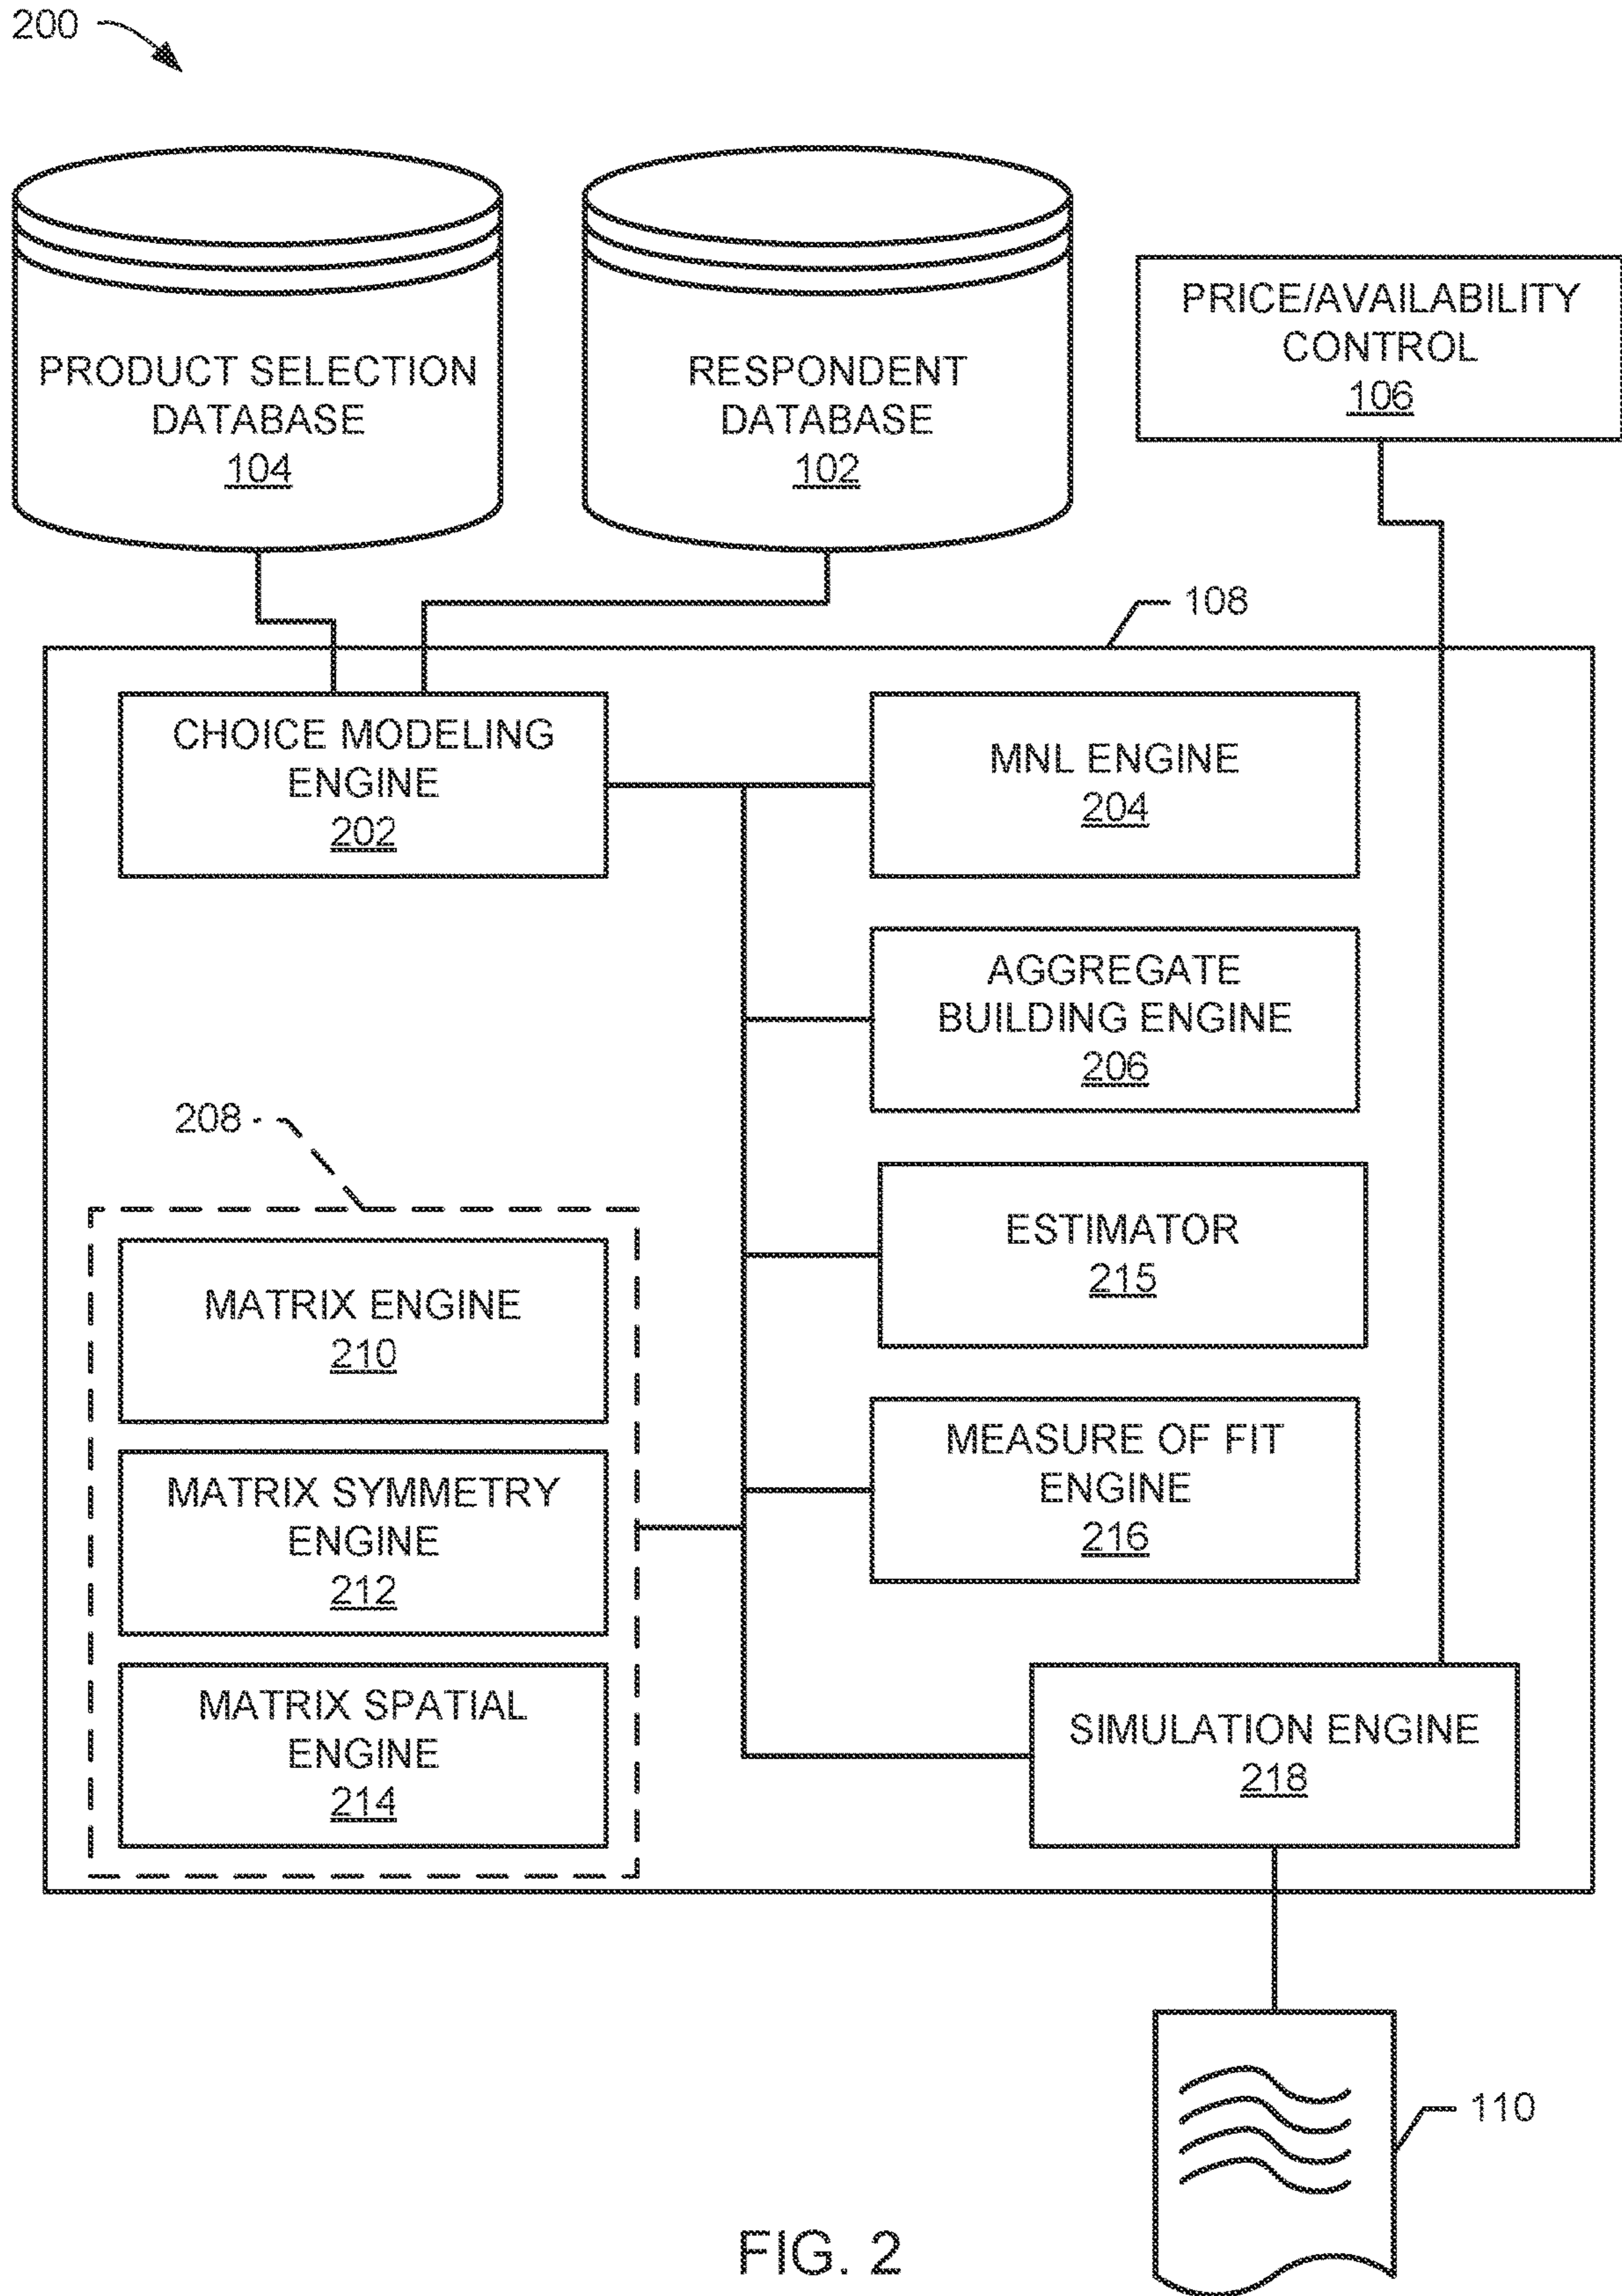 200
PRODUCT SELECTION
DATABASE
104
RESPONDENT
DATABASE
102
PRICE/AVAILABILITY
CONTROL
106
108
CHOICE MODELING
ENGINE
202
MNL ENGINE
204
AGGREGATE
BUILDING ENGINE
206
208
ESTIMATOR
215
MATRIX ENGINE
210
MEASURE OF FIT
ENGINE
216
MATRIX SYMMETRY
ENGINE
212
MATRIX SPATIAL
ENGINE
214
SIMULATION ENGINE
218
110
FIG. 2